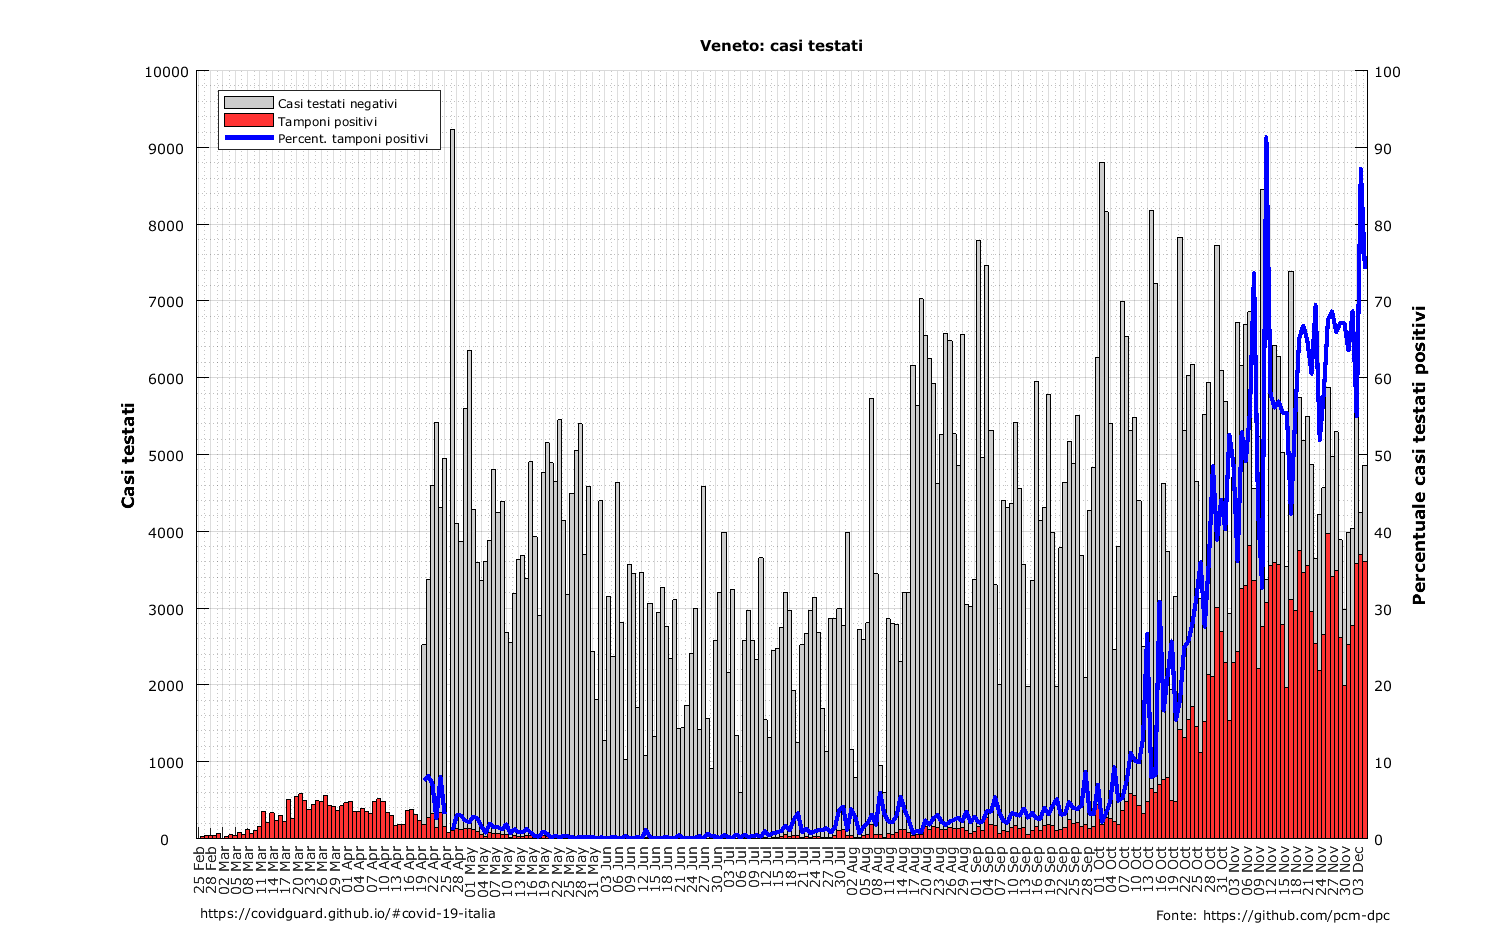 Veneto: casi testati
Casi testati negativi
Tamponi positivi
Percent. tamponi positivi
Casi testati
10000
9000
8000
7000
6000
5000
4000
3000
2000
1000
0
100
90
80
70
60
50
40
30
20
10
0
Percentuale casi testati positivi
25 Feb
28 Feb
02 Mar
05 Mar
08 Mar
11 Mar
14 Mar
17 Mar
20 Mar
23 Mar
26 Mar
29 Mar
01 Apr
04 Apr
07 Apr
10 Apr
13 Apr
16 Apr
19 Apr
22 Apr
25 Apr
28 Apr
01 May
04 May
07 May
10 May
13 May
16 May
19 May
22 May
25 May
28 May
31 May
03 Jun
06 Jun
09 Jun
12 Jun
15 Jun
18 Jun
21 Jun
24 Jun
27 Jun
30 Jun
03 Jul
06 Jul
09 Jul
12 Jul
15 Jul
18 Jul
21 Jul
24 Jul
27 Jul
30 Jul
02 Aug
05 Aug
08 Aug
11 Aug
14 Aug
17 Aug
20 Aug
23 Aug
26 Aug
29 Aug
01 Sep
04 Sep
07 Sep
10 Sep
13 Sep
16 Sep
19 Sep
22 Sep
25 Sep
28 Sep
01 Oct
04 Oct
07 Oct
10 Oct
13 Oct
16 Oct
19 Oct
22 Oct
25 Oct
28 Oct
31 Oct
03 Nov
06 Nov
09 Nov
12 Nov
15 Nov
18 Nov
21 Nov
24 Nov
27 Nov
30 Nov
03 Dec
https://covidguard.github.io/#covid-19-italia
Fonte: https://github.com/pcm-dpc